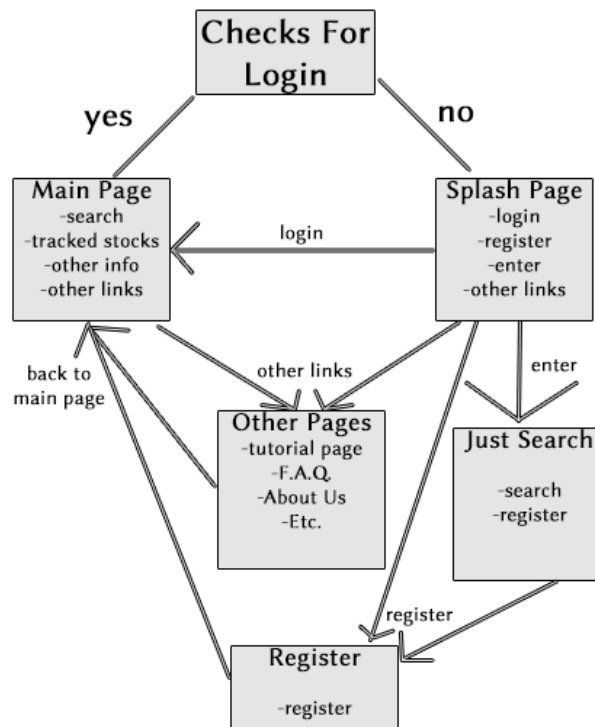 Checks For
Login
yes
no
Main Page
-search
-tracked stocks
-other info
-other links
login
Splash Page
-login
-register
-enter
-other links
back to
main page
other links
enter
Other Pages
-tutorial page
-F.A.Q.
-About Us
-Etc.
Just Search
-search
-register
register
Register
-register